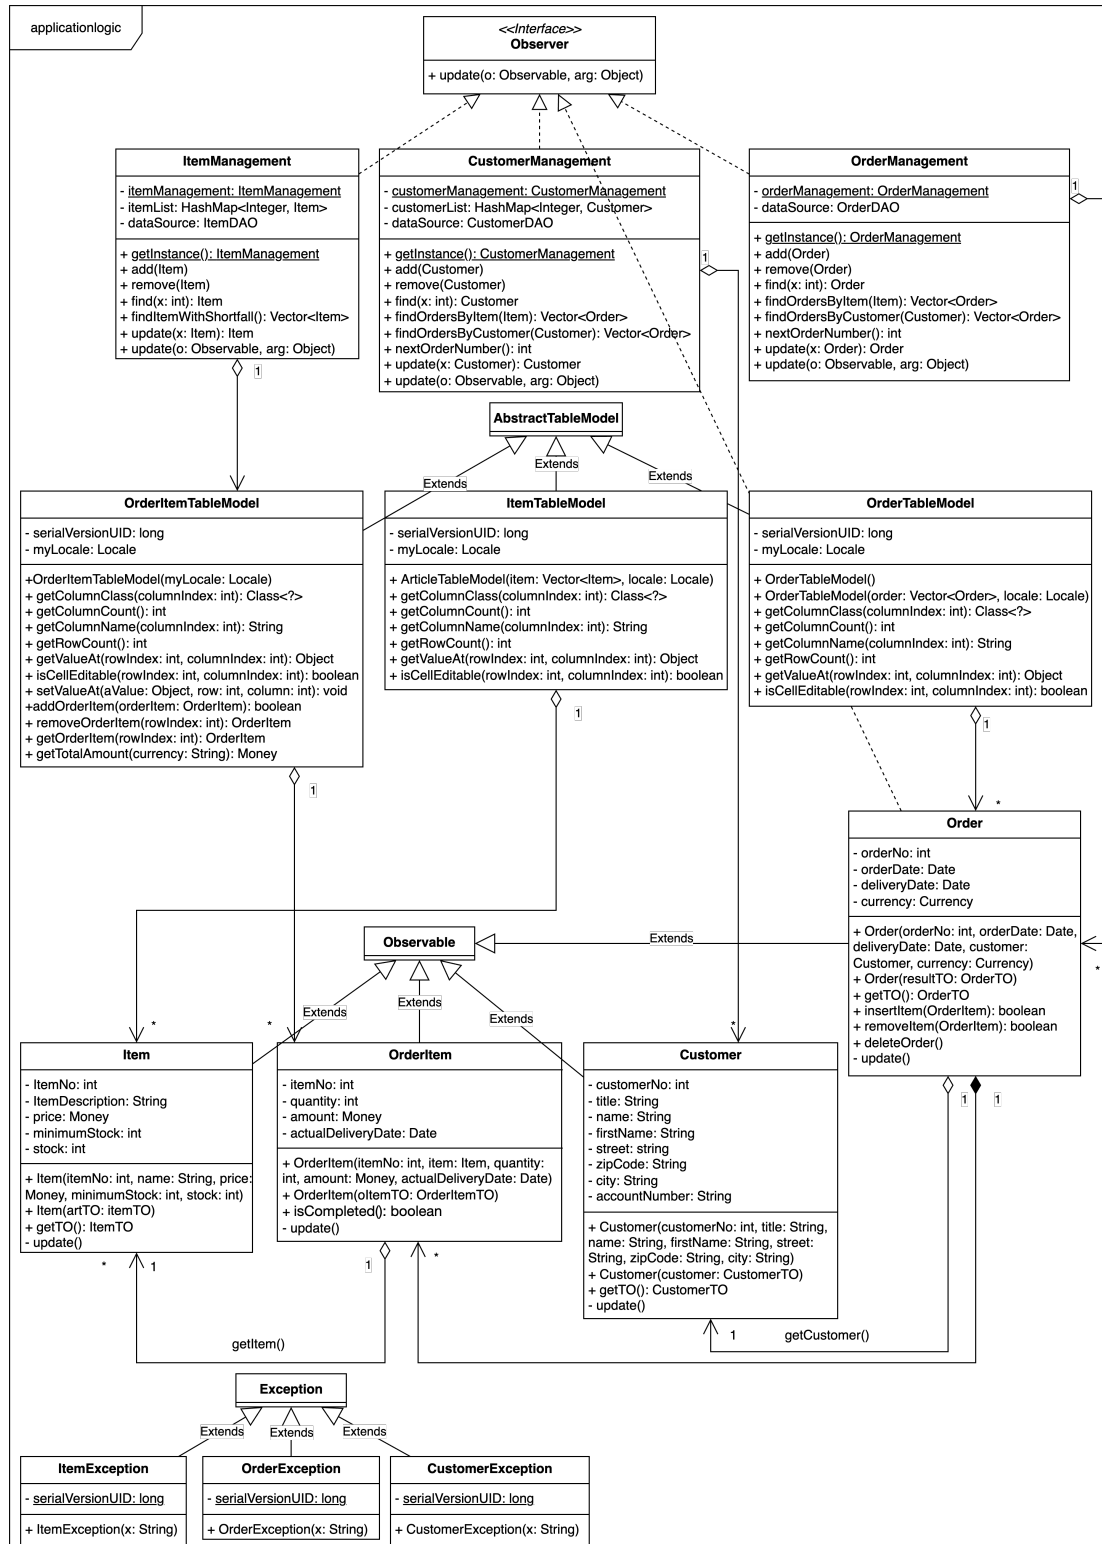 applicationlogic
<<Interface>>
Observer
+ update(o: Observable, arg: Object)
ItemManagement
- itemManagement: ItemManagement
- itemList: HashMap<Integer, Item>
- dataSource: ItemDAO
+ getInstance(): ItemManagement
+ add(Item)
+ remove(Item)
+ find(x: int): Item
+ findItemWithShortfall(): Vector<Item>
+ update(x: Item): Item
+ update(o: Observable, arg: Object)
1
CustomerManagement
- customerManagement: CustomerManagement
- customerList: HashMap<Integer, Customer>
- dataSource: CustomerDAO
+ getInstance(): CustomerManagement
+ add(Customer)
+ remove(Customer)
+ find(x: int): Customer
+ findOrdersByItem(Item): Vector<Order>
+ findOrdersByCustomer(Customer): Vector<Order>
+ nextOrderNumber(): int
+ update(x: Customer): Customer
+ update(o: Observable, arg: Object)
1
OrderManagement
- orderManagement: OrderManagement
- dataSource: OrderDAO
+ getInstance(): OrderManagement
+ add(Order)
+ remove(Order)
+ find(x: int): Order
+ findOrdersByItem(Item): Vector<Order>
+ findOrdersByCustomer(Customer): Vector<Order>
+ nextOrderNumber(): int
+ update(x: Order): Order
+ update(o: Observable, arg: Object)
1
AbstractTableModel
Extends
Extends
Extends
OrderItemTableModel
- serialVersionUID: long
- myLocale: Locale
+OrderItemTableModel(myLocale: Locale)
+ getColumnClass(columnIndex: int): Class<?>
+ getColumnCount(): int
+ getColumnName(columnIndex: int): String
+ getRowCount(): int
+ getValueAt(rowIndex: int, columnIndex: int): Object
+ isCellEditable(rowIndex: int, columnIndex: int): boolean
+ setValueAt(aValue: Object, row: int, column: int): void
+addOrderItem(orderItem: OrderItem): boolean
+ removeOrderItem(rowIndex: int): OrderItem
+ getOrderItem(rowIndex: int): OrderItem
+ getTotalAmount(currency: String): Money
1
ItemTableModel
- serialVersionUID: long
- myLocale: Locale
+ ArticleTableModel(item: Vector<Item>, locale: Locale)
+ getColumnClass(columnIndex: int): Class<?>
+ getColumnCount(): int
+ getColumnName(columnIndex: int): String
+ getRowCount(): int
+ getValueAt(rowIndex: int, columnIndex: int): Object
+ isCellEditable(rowIndex: int, columnIndex: int): boolean
1
OrderTableModel
- serialVersionUID: long
- myLocale: Locale
+ OrderTableModel()
+ OrderTableModel(order: Vector<Order>, locale: Locale)
+ getColumnClass(columnIndex: int): Class<?>
+ getColumnCount(): int
+ getColumnName(columnIndex: int): String
+ getRowCount(): int
+ getValueAt(rowIndex: int, columnIndex: int): Object
+ isCellEditable(rowIndex: int, columnIndex: int): boolean
1
*
Order
- orderNo: int
- orderDate: Date
- deliveryDate: Date
- currency: Currency
+ Order(orderNo: int, orderDate: Date,
deliveryDate: Date, customer:
Customer, currency: Currency)
+ Order(resultTO: OrderTO)
+ getTO(): OrderTO
+ insertItem(OrderItem): boolean
+ removeItem(OrderItem): boolean
+ deleteOrder()
- update()
*
1
1
Observable
Extends
Extends
Extends
Extends
*
*
*
Item
- ItemNo: int
- ItemDescription: String
- price: Money
- minimumStock: int
- stock: int
+ Item(itemNo: int, name: String, price:
Money, minimumStock: int, stock: int)
+ Item(artTO: itemTO)
+ getTO(): ItemTO
- update()
*
1
OrderItem
- itemNo: int
- quantity: int
- amount: Money
- actualDeliveryDate: Date
+ OrderItem(itemNo: int, item: Item, quantity:
int, amount: Money, actualDeliveryDate: Date)
+ OrderItem(oItemTO: OrderItemTO)
+ isCompleted(): boolean
- update()
1
*
Customer
- customerNo: int
- title: String
- name: String
- firstName: String
- street: string
- zipCode: String
- city: String
- accountNumber: String
+ Customer(customerNo: int, title: String,
name: String, firstName: String, street:
String, zipCode: String, city: String)
+ Customer(customer: CustomerTO)
+ getTO(): CustomerTO
- update()
1
getCustomer()
getItem()
Exception
Extends
Extends
Extends
ItemException
- serialVersionUID: long
+ ItemException(x: String)
OrderException
- serialVersionUID: long
+ OrderException(x: String)
CustomerException
- serialVersionUID: long
+ CustomerException(x: String)